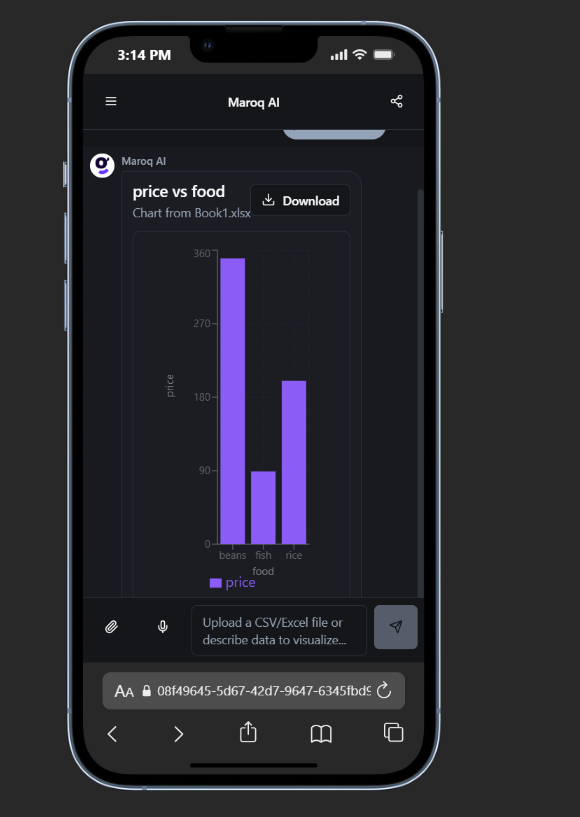 3:14 PM
Maroq AI
Maroq AI
price vs food
Download
Chart from Book1.xlsx
360
270
180
90
0
price
beans fish rice
food
price
Upload a CSV/Excel file or
describe data to visualize...
AA 08f49645-5d67-42d7-9647-6345fbd9